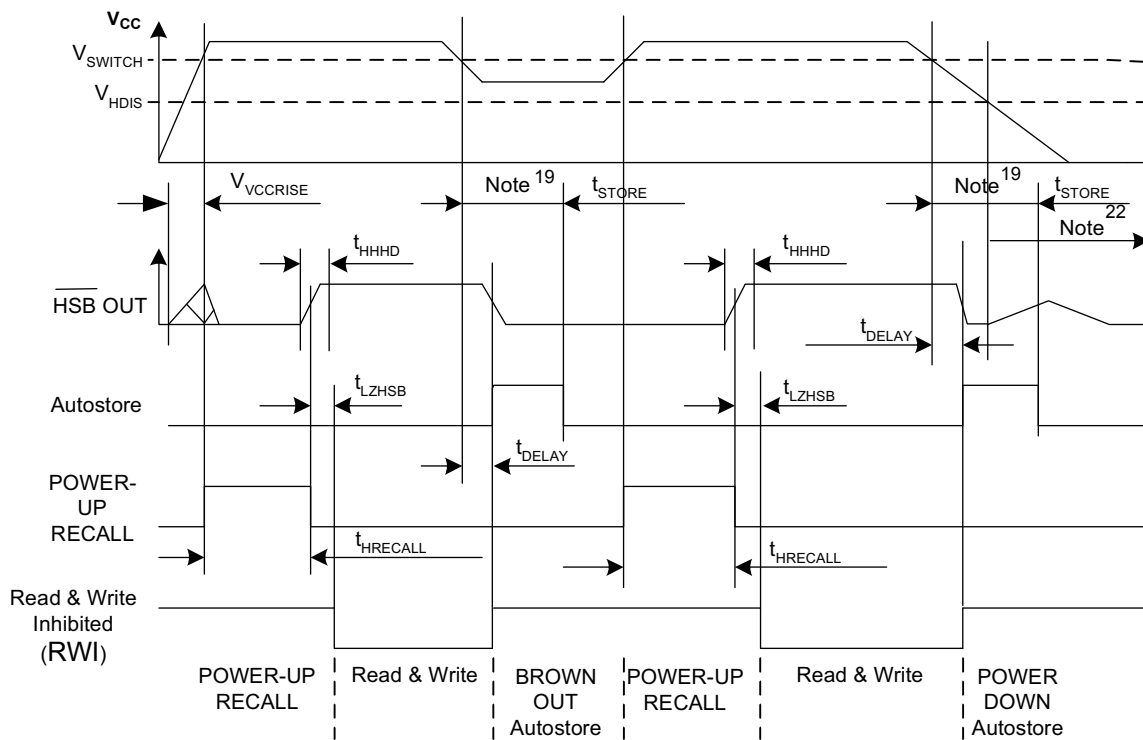 VCC
VSWITCH
VHDIS
VVCCRISE
Note 19
tSTORE
Note 19
tSTORE
Note 22
tHHHD
tHHHD
HSB OUT
tDELAY
tLZHSB
tLZHSB
Autostore
tDELAY
POWER-
UP
RECALL
tHRECALL
tHRECALL
Read & Write
Inhibited
(RWI)
POWER-UP
RECALL
Read & Write
BROWN
OUT
Autostore
POWER-UP
RECALL
Read & Write
POWER
DOWN
Autostore